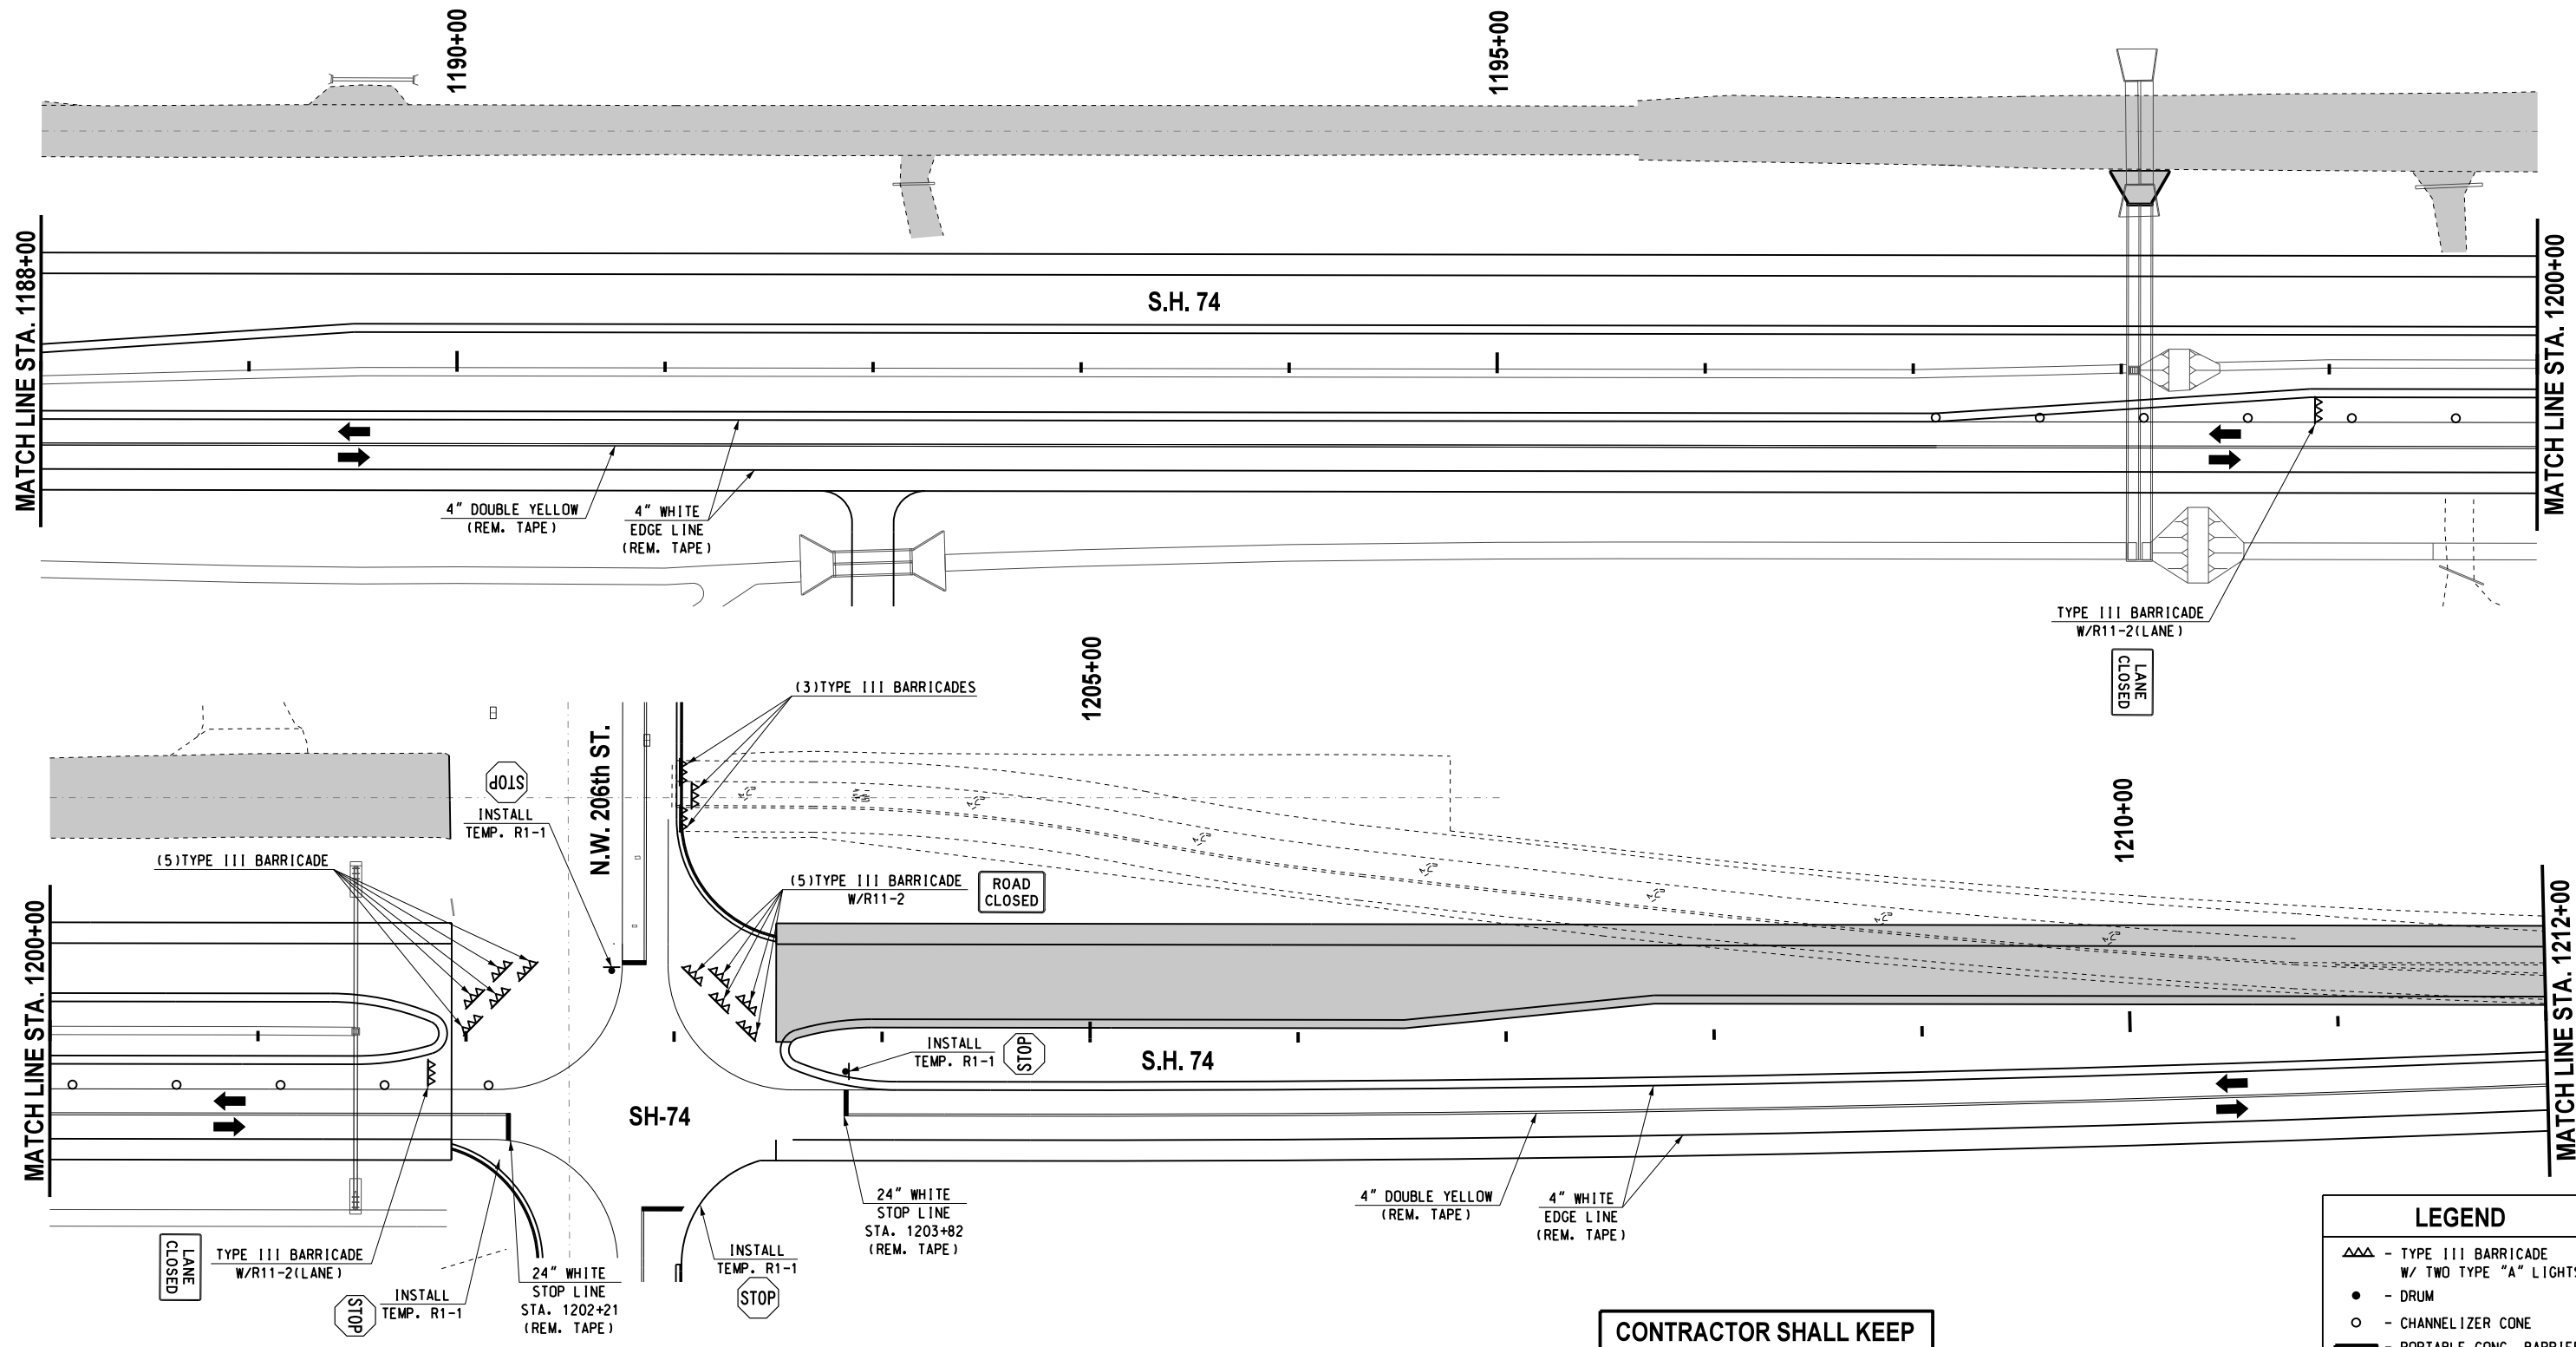 1190+00
1195+00
MATCH LINE STA. 1188+00
S.H. 74
MATCH LINE STA. 1200+00
4" DOUBLE YELLOW
(REM. TAPE)
4" WHITE
EDGE LINE
(REM. TAPE)
TYPE III BARRICADE
W/R11-2(LANE)
LANE
CLOSED
(3)TYPE III BARRICADES
1205+00
N.W. 206th ST.
STOP
INSTALL
TEMP. R1-1
(5)TYPE III BARRICADE
(5)TYPE III BARRICADE
W/R11-2
ROAD
CLOSED
1210+00
MATCH LINE STA. 1200+00
INSTALL
TEMP. R1-1
STOP
S.H. 74
SH-74
MATCH LINE STA. 1212+00
LANE
CLOSED
TYPE III BARRICADE
W/R11-2(LANE)
STOP
INSTALL
TEMP. R1-1
24" WHITE
STOP LINE
STA. 1202+21
(REM. TAPE)
INSTALL
TEMP. R1-1
STOP
24" WHITE
STOP LINE
STA. 1203+82
(REM. TAPE)
4" DOUBLE YELLOW
(REM. TAPE)
4" WHITE
EDGE LINE
(REM. TAPE)
CONTRACTOR SHALL KEEP
LEGEND
- TYPE III BARRICADE
W/ TWO TYPE "A" LIGHTS
- DRUM
- CHANNELIZER CONE
- PORTABLE CONC. BARRIER